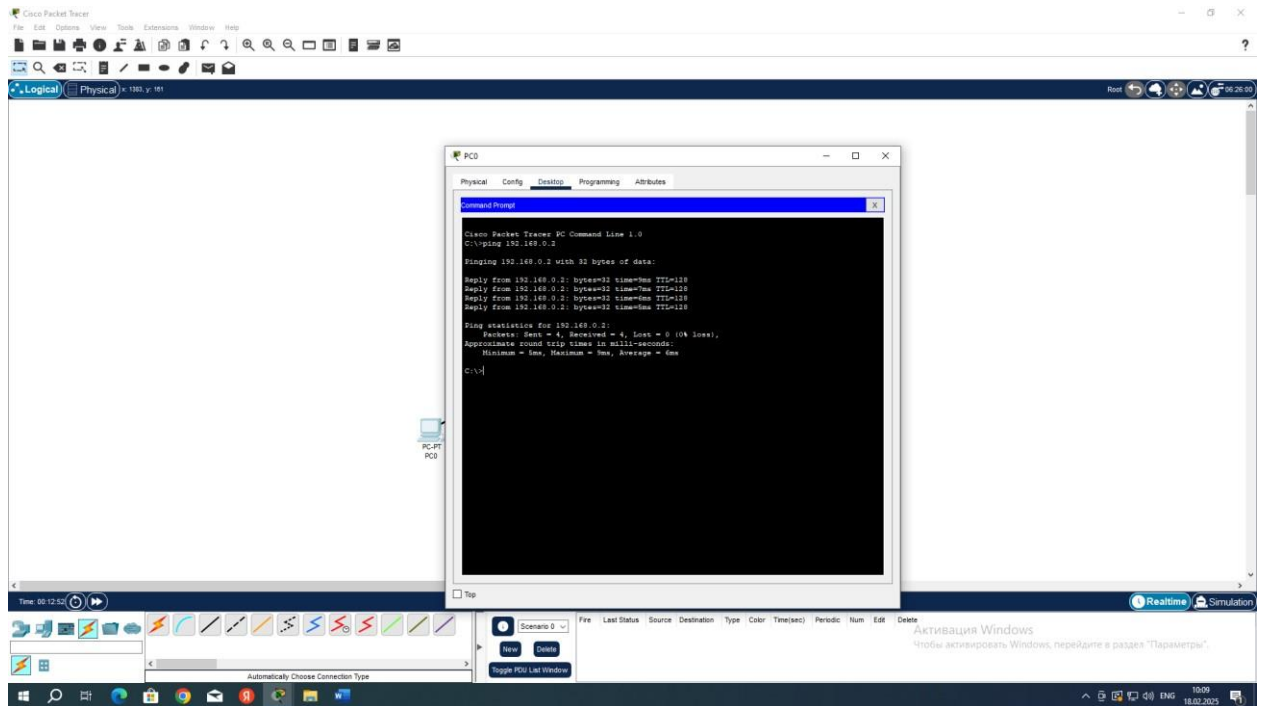 Cisco Packet Tracer
File Edit Options View Tools Extensions Window Help
?
Logical Physical x: 1383, y: 161 Root 06:26:00
PC0
Physical Config Desktop Programming Attributes
Command Prompt X
Cisco Packet Tracer PC Command Line 1.0
C:\>ping 192.168.0.2
Pinging 192.168.0.2 with 32 bytes of data:
Reply from 192.168.0.2: bytes=32 time=9ms TTL=128
Reply from 192.168.0.2: bytes=32 time=7ms TTL=128
Reply from 192.168.0.2: bytes=32 time=6ms TTL=128
Reply from 192.168.0.2: bytes=32 time=5ms TTL=128
Ping statistics for 192.168.0.2:
Packets: Sent = 4, Received = 4, Lost = 0 (0% loss),
Approximate round trip times in milli-seconds:
Minimum = 5ms, Maximum = 9ms, Average = 6ms
C:\>
PC-PT
PC0
Top
Time: 00:12:52 Realtime Simulation
Scenario 0
New Delete
Toggle PDU List Window
Fire Last Status Source Destination Type Color Time(sec) Periodic Num Edit Delete
Активация Windows
Чтобы активировать Windows, перейдите в раздел "Параметры".
Automatically Choose Connection Type
ENG 10:09
18.02.2025